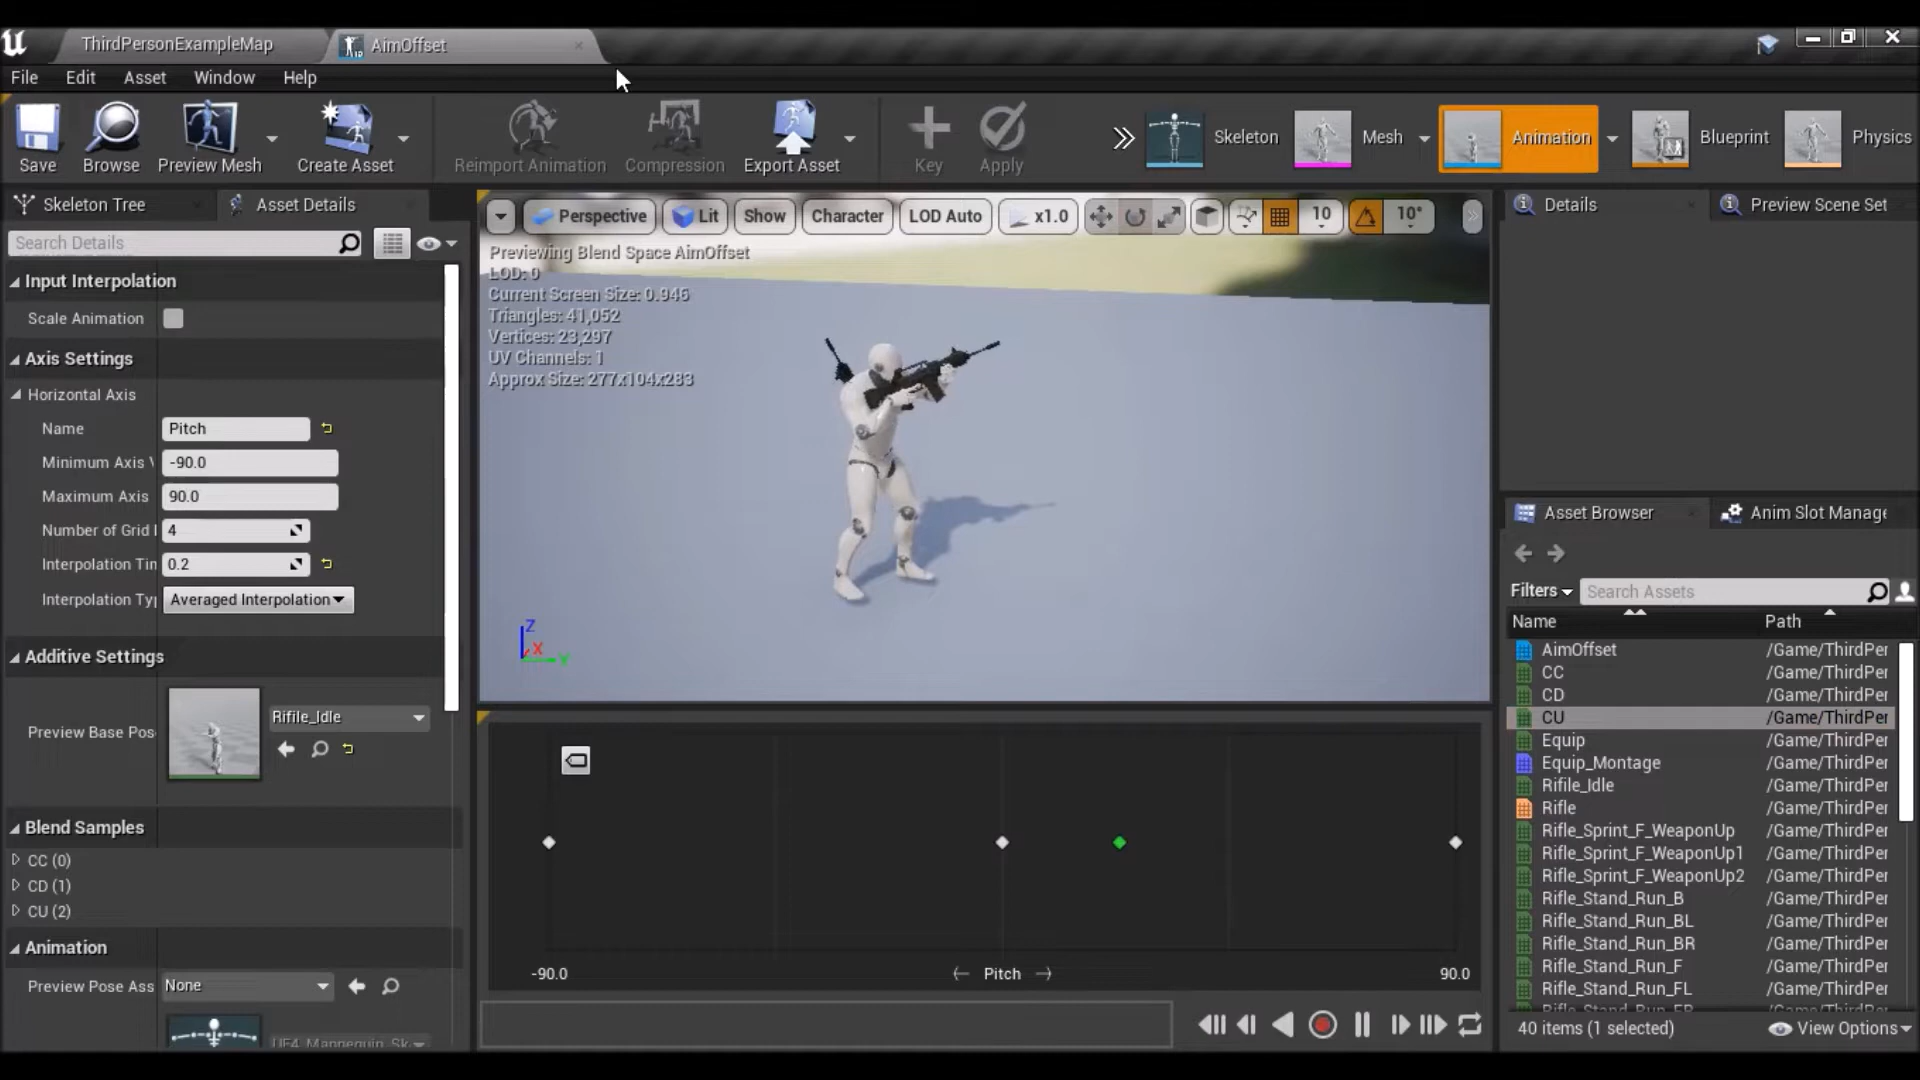 ThirdPersonExampleMap
AimOffset
File Edit Asset Window Help
Save
Browse
Preview Mesh
Create Asset
Reimport Animation
Compression
Export Asset
Key
Apply
Skeleton
Mesh
Animation
Blueprint
Physics
Skeleton Tree
Asset Details
Search Details
Input Interpolation
Scale Animation
Axis Settings
Horizontal Axis
Name Pitch
Minimum Axis V -90.0
Maximum Axis 90.0
Number of Grid 4
Interpolation Tin 0.2
Interpolation Typ Averaged Interpolation
Additive Settings
Preview Base Pos
Rifile_Idle
Blend Samples
CC (0)
CD (1)
CU (2)
Animation
Preview Pose Ass None
UE4_Mannequin_Sk
Perspective Lit Show Character LOD Auto x1.0 10 10°
Previewing Blend Space AimOffset
LOD: 0
Current Screen Size: 0.946
Triangles: 41,052
Vertices: 23,297
UV Channels: 1
Approx Size: 277x104x283
Z
X
Y
-90.0
Pitch
90.0
Details
Preview Scene Set
Asset Browser
Anim Slot Manage
Filters
Search Assets
Name Path
AimOffset /Game/ThirdPer
CC /Game/ThirdPer
CD /Game/ThirdPer
CU /Game/ThirdPer
Equip /Game/ThirdPer
Equip_Montage /Game/ThirdPer
Rifile_Idle /Game/ThirdPer
Rifle /Game/ThirdPer
Rifle_Sprint_F_WeaponUp /Game/ThirdPer
Rifle_Sprint_F_WeaponUp1 /Game/ThirdPer
Rifle_Sprint_F_WeaponUp2 /Game/ThirdPer
Rifle_Stand_Run_B /Game/ThirdPer
Rifle_Stand_Run_BL /Game/ThirdPer
Rifle_Stand_Run_BR /Game/ThirdPer
Rifle_Stand_Run_F /Game/ThirdPer
Rifle_Stand_Run_FL /Game/ThirdPer
Rifle_Stand_Run_FR /Game/ThirdPer
40 items (1 selected)
View Options